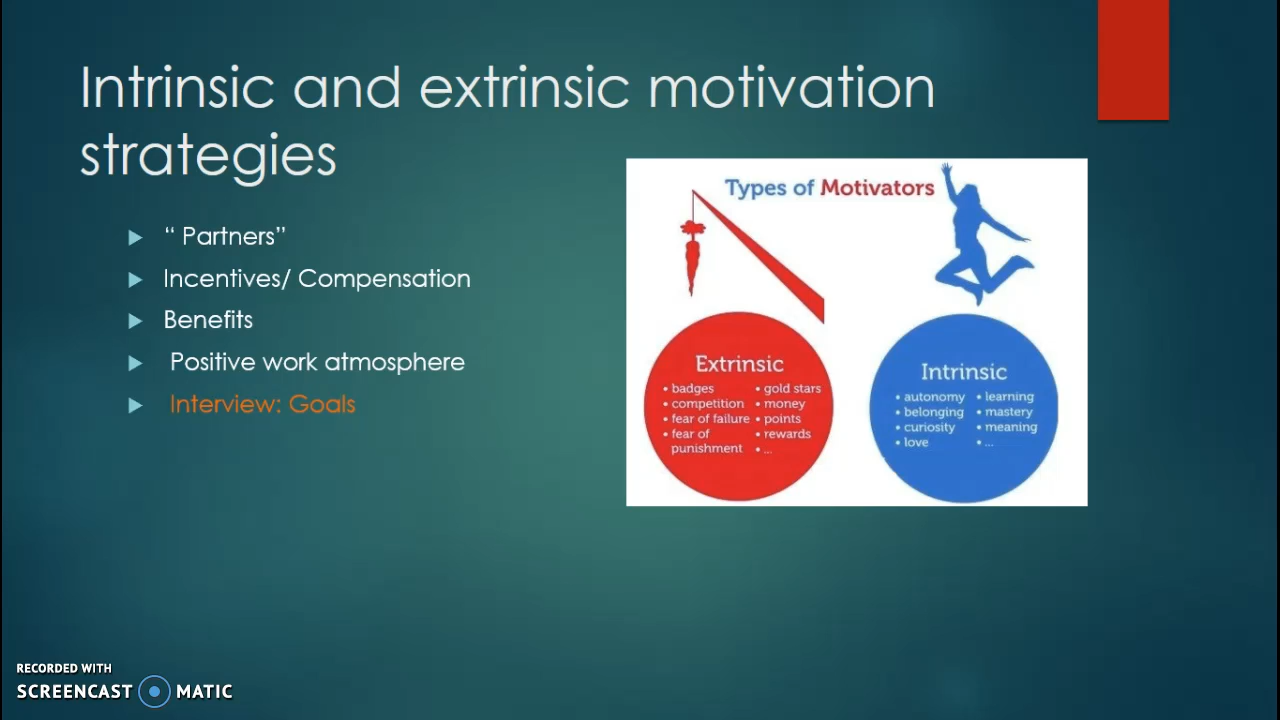 Intrinsic and extrinsic motivation
strategies
“ Partners”
Incentives/ Compensation
Benefits
Positive work atmosphere
Interview: Goals
Types of Motivators
Extrinsic
• badges
• competition
• fear of failure
• fear of
punishment
• gold stars
• money
• points
• rewards
• ...
Intrinsic
• autonomy
• belonging
• curiosity
• love
• learning
• mastery
• meaning
• ...
RECORDED WITH
SCREENCAST MATIC